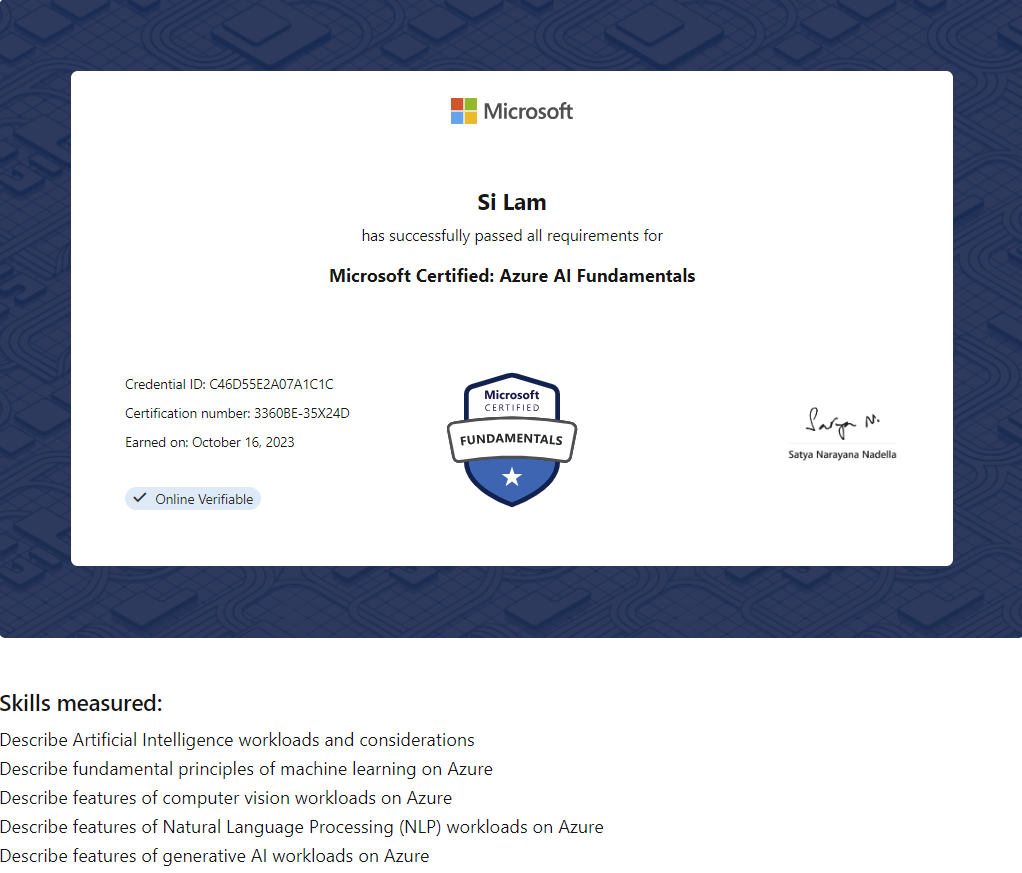 Microsoft
Si Lam
has successfully passed all requirements for
Microsoft Certified: Azure AI Fundamentals
Credential ID: C46D55E2A07A1C1C
Certification number: 3360BE-35X24D
Earned on: October 16, 2023
Online Verifiable
Microsoft
CERTIFIED
FUNDAMENTALS
Satya N.
Satya Narayana Nadella
Skills measured:
Describe Artificial Intelligence workloads and considerations
Describe fundamental principles of machine learning on Azure
Describe features of computer vision workloads on Azure
Describe features of Natural Language Processing (NLP) workloads on Azure
Describe features of generative AI workloads on Azure